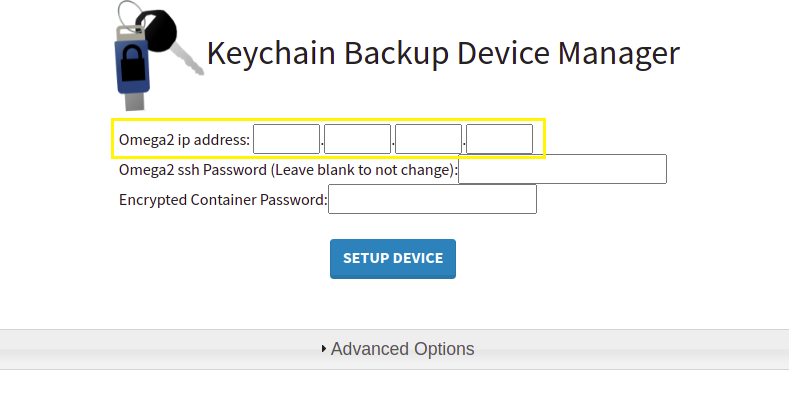 Keychain Backup Device Manager
Omega2 ip address: . . .
Omega2 ssh Password (Leave blank to not change):
Encrypted Container Password:
SETUP DEVICE
Advanced Options